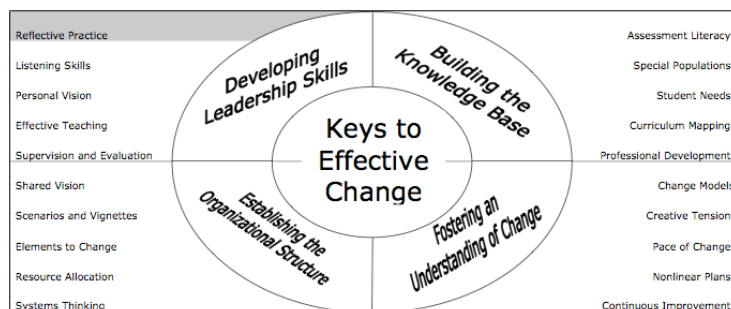 Reflective Practice
Listening Skills
Personal Vision
Effective Teaching
Supervision and Evaluation
Shared Vision
Scenarios and Vignettes
Elements to Change
Resource Allocation
Systems Thinking
Developing
Leadership Skills
Building the
Knowledge Base
Keys to
Effective
Change
Establishing the
Organizational Structure
Fostering an
Understanding of Change
Assessment Literacy
Special Populations
Student Needs
Curriculum Mapping
Professional Development
Change Models
Creative Tension
Pace of Change
Nonlinear Plans
Continuous Improvement